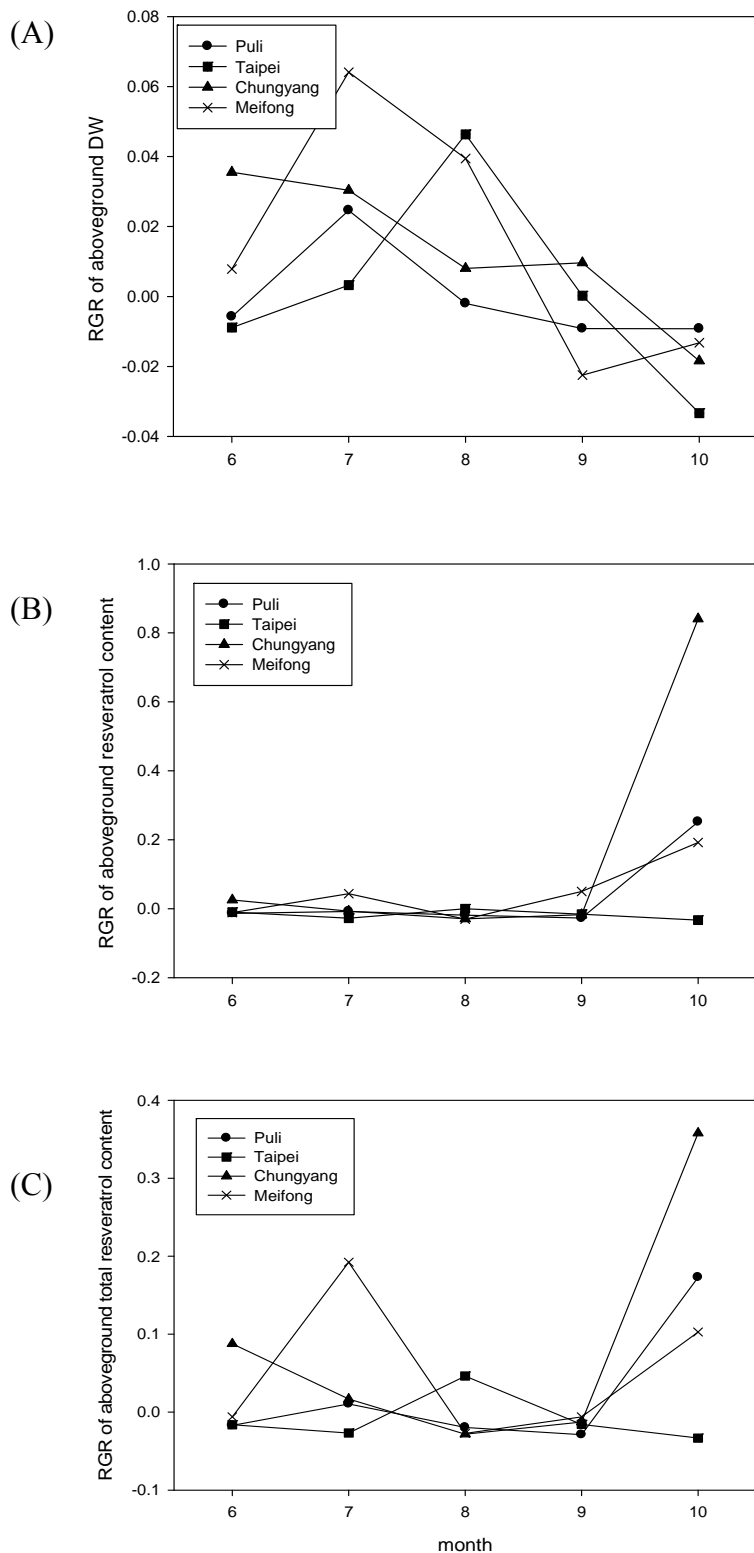 (A)
RGR of aboveground DW
0.08
0.06
0.04
0.02
0.00
-0.02
-0.04
Puli
Taipei
Chungyang
Meifong
6 7 8 9 10
(B)
RGR of aboveground resveratrol content
1.0
0.8
0.6
0.4
0.2
0.0
-0.2
Puli
Taipei
Chungyang
Meifong
6 7 8 9 10
(C)
RGR of aboveground total resveratrol content
0.4
0.3
0.2
0.1
0.0
-0.1
Puli
Taipei
Chungyang
Meifong
6 7 8 9 10
month